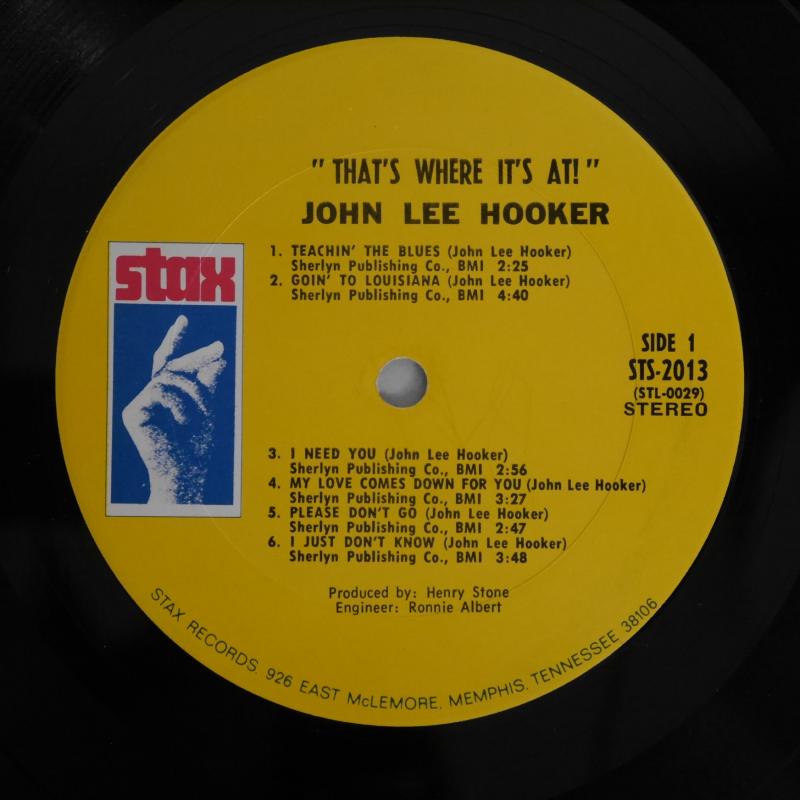 " THAT'S WHERE IT'S AT! "
JOHN LEE HOOKER
1. TEACHIN' THE BLUES (John Lee Hooker)
Sherlyn Publishing Co., BMI 2:25
2. GOIN' TO LOUISIANA (John Lee Hooker)
Sherlyn Publishing Co., BMI 4:40
stax
SIDE 1
STS-2013
(STL-0029)
STEREO
3. I NEED YOU (John Lee Hooker)
Sherlyn Publishing Co., BMI 2:56
4. MY LOVE COMES DOWN FOR YOU (John Lee Hooker)
Sherlyn Publishing Co., BMI 3:27
5. PLEASE DON'T GO (John Lee Hooker)
Sherlyn Publishing Co., BMI 2:47
6. I JUST DON'T KNOW (John Lee Hooker)
Sherlyn Publishing Co., BMI 3:48
Produced by: Henry Stone
Engineer: Ronnie Albert
STAX RECORDS, 926 EAST McLEMORE, MEMPHIS, TENNESSEE 38106